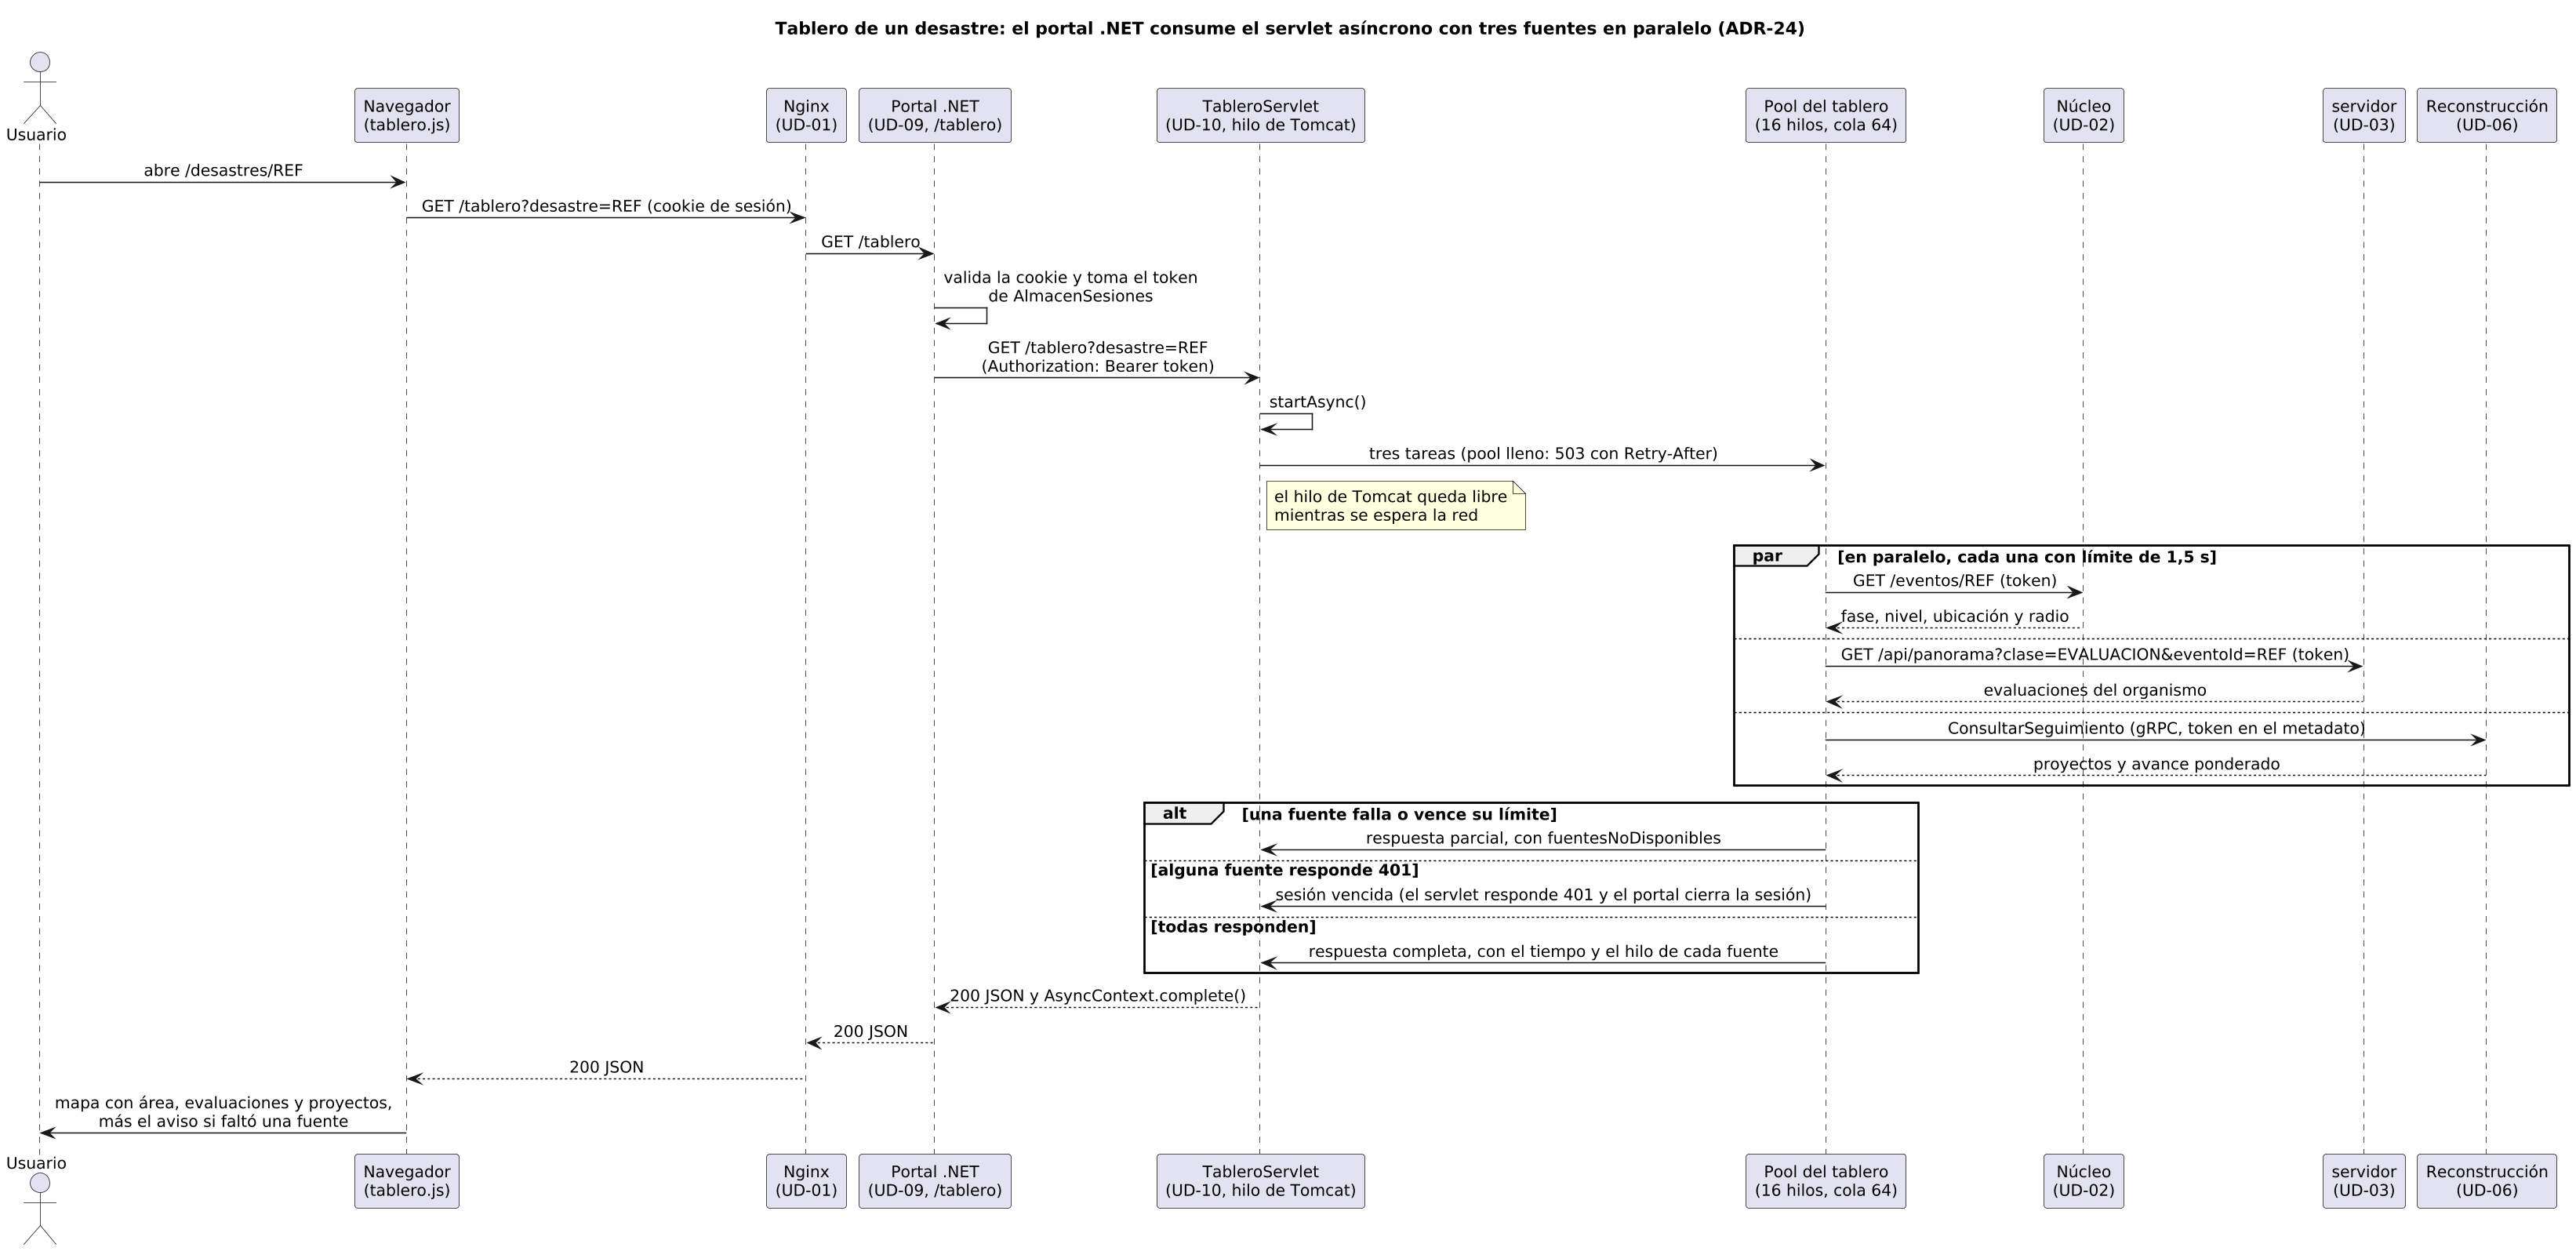 Tablero de un desastre: el portal .NET consume el servlet asíncrono con tres fuentes en paralelo (ADR-24)
Usuario
Navegador
(tablero.js)
Nginx
(UD-01)
Portal .NET
(UD-09, /tablero)
TableroServlet
(UD-10, hilo de Tomcat)
Pool del tablero
(16 hilos, cola 64)
Núcleo
(UD-02)
servidor
(UD-03)
Reconstrucción
(UD-06)
abre /desastres/REF
GET /tablero?desastre=REF (cookie de sesión)
GET /tablero
valida la cookie y toma el token
de AlmacenSesiones
GET /tablero?desastre=REF
(Authorization: Bearer token)
startAsync()
tres tareas (pool lleno: 503 con Retry-After)
el hilo de Tomcat queda libre
mientras se espera la red
par [en paralelo, cada una con límite de 1,5 s]
GET /eventos/REF (token)
fase, nivel, ubicación y radio
GET /api/panorama?clase=EVALUACION&eventoId=REF (token)
evaluaciones del organismo
ConsultarSeguimiento (gRPC, token en el metadato)
proyectos y avance ponderado
alt [una fuente falla o vence su límite]
respuesta parcial, con fuentesNoDisponibles
[alguna fuente responde 401]
sesión vencida (el servlet responde 401 y el portal cierra la sesión)
[todas responden]
respuesta completa, con el tiempo y el hilo de cada fuente
200 JSON y AsyncContext.complete()
200 JSON
200 JSON
mapa con área, evaluaciones y proyectos,
más el aviso si faltó una fuente
Usuario
Navegador
(tablero.js)
Nginx
(UD-01)
Portal .NET
(UD-09, /tablero)
TableroServlet
(UD-10, hilo de Tomcat)
Pool del tablero
(16 hilos, cola 64)
Núcleo
(UD-02)
servidor
(UD-03)
Reconstrucción
(UD-06)